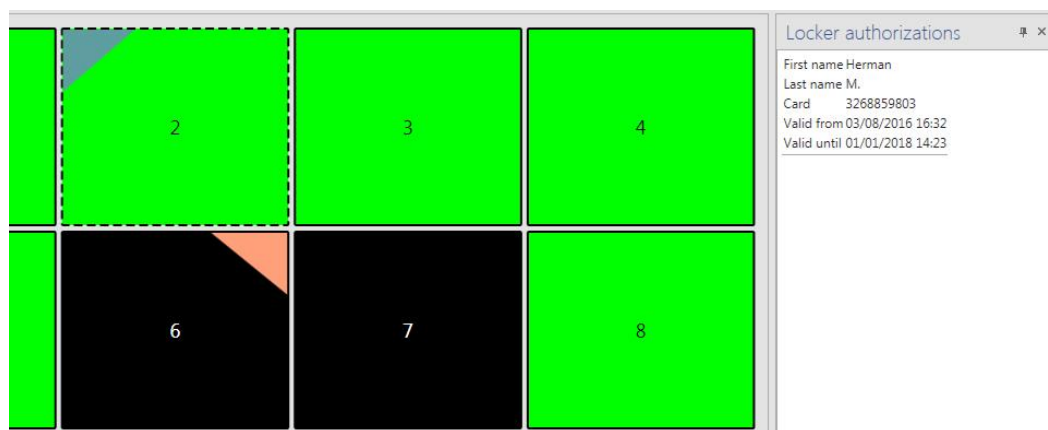 2
3
4
6
7
8
Locker authorizations
First name Herman
Last name M.
Card 3268859803
Valid from 03/08/2016 16:32
Valid until 01/01/2018 14:23